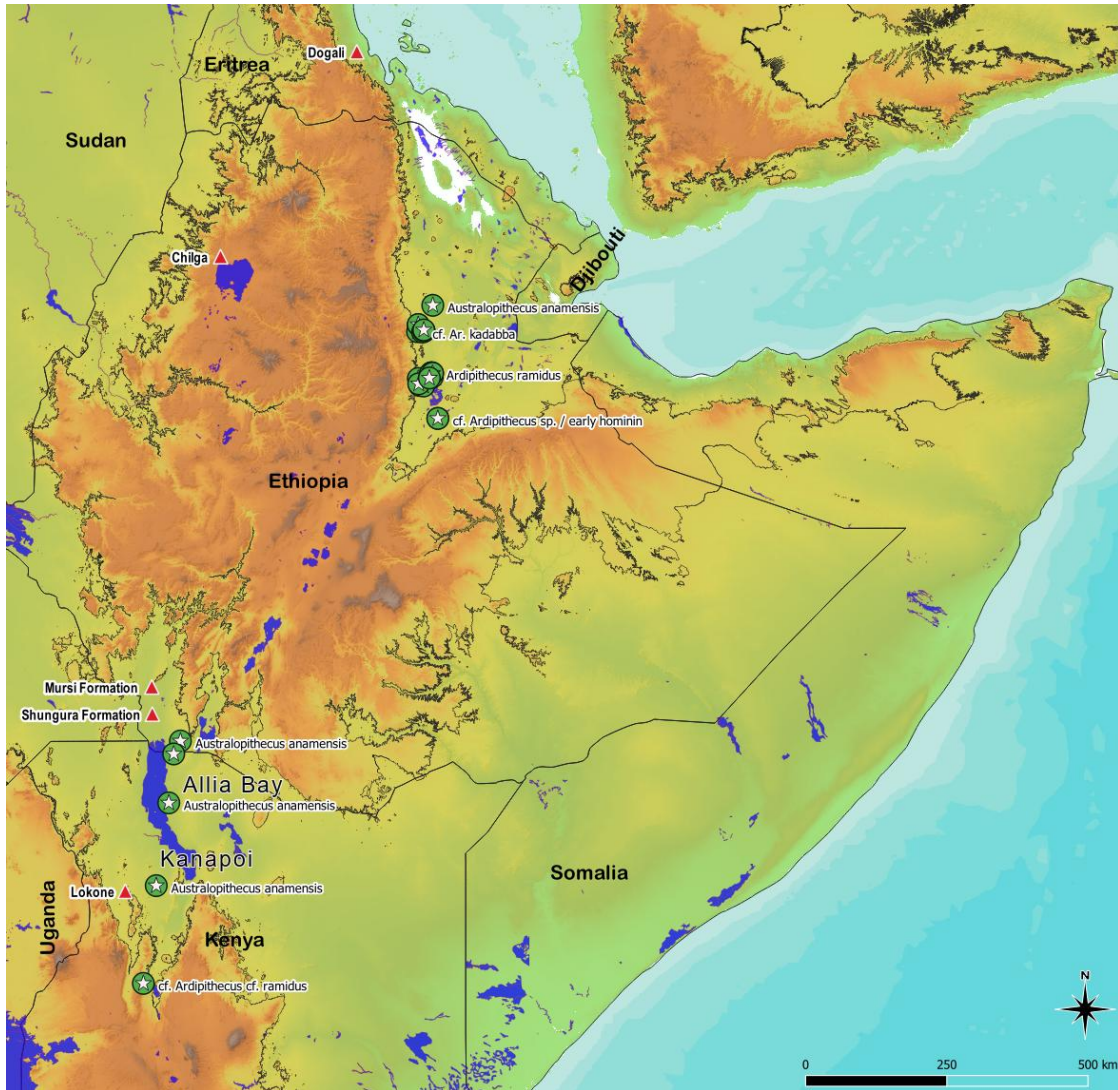 Dogali
Eritrea
Sudan
Djibouti
Chilga
Australopithecus anamensis
cf. Ar. kadabba
Ardipithecus ramidus
cf. Ardipithecus sp. / early hominin
Ethiopia
Mursi Formation
Shungura Formation
Australopithecus anamensis
Allia Bay
Australopithecus anamensis
Kanapoi
Somalia
Lokone
Australopithecus anamensis
Uganda
Kenya
cf. Ardipithecus cf. ramidus
N
0 250 500 km